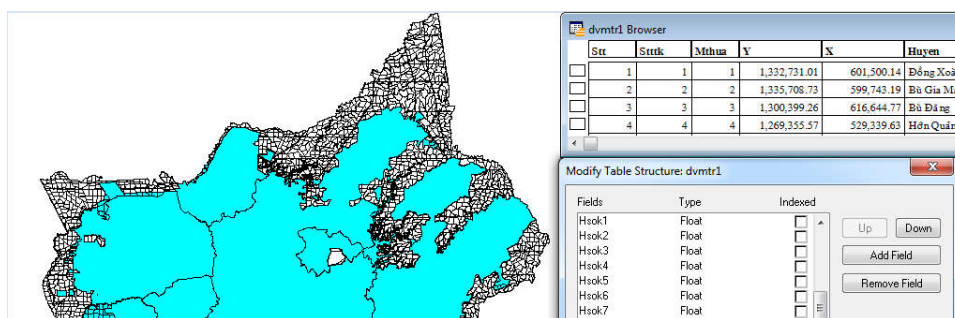 dvmtr1 Browser
Stt Stttk Mthua Y X Huyen
1 1 1 1,332,731.01 601,500.14 Đồng Xoà
2 2 2 1,335,708.73 599,743.19 Bù Gia M
3 3 3 1,300,399.26 616,644.77 Bù Đăng
4 4 4 1,269,355.57 529,339.63 Hớn Quản
Modify Table Structure: dvmtr1
Fields Type Indexed
Hsok1 Float
Up Down
Hsok2 Float
Hsok3 Float
Add Field
Hsok4 Float
Hsok5 Float
Remove Field
Hsok6 Float
Hsok7 Float